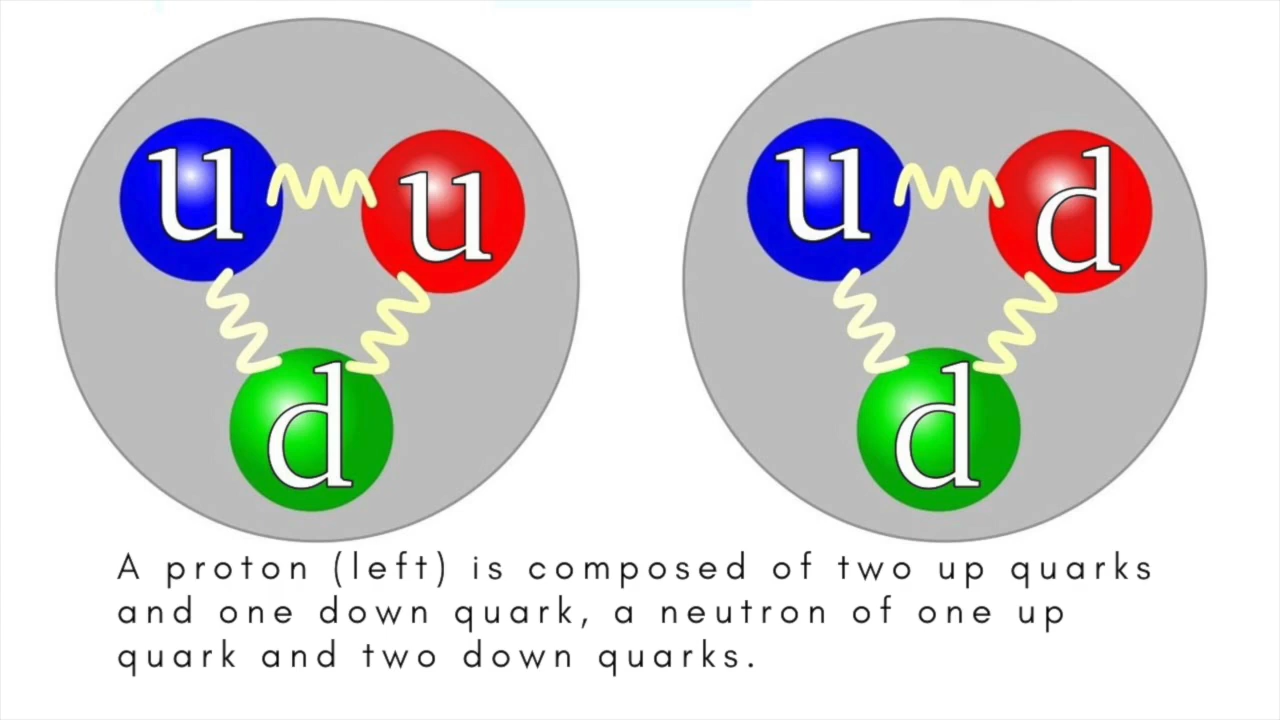 u u
d
u d
d
A proton (left) is composed of two up quarks
and one down quark, a neutron of one up
quark and two down quarks.